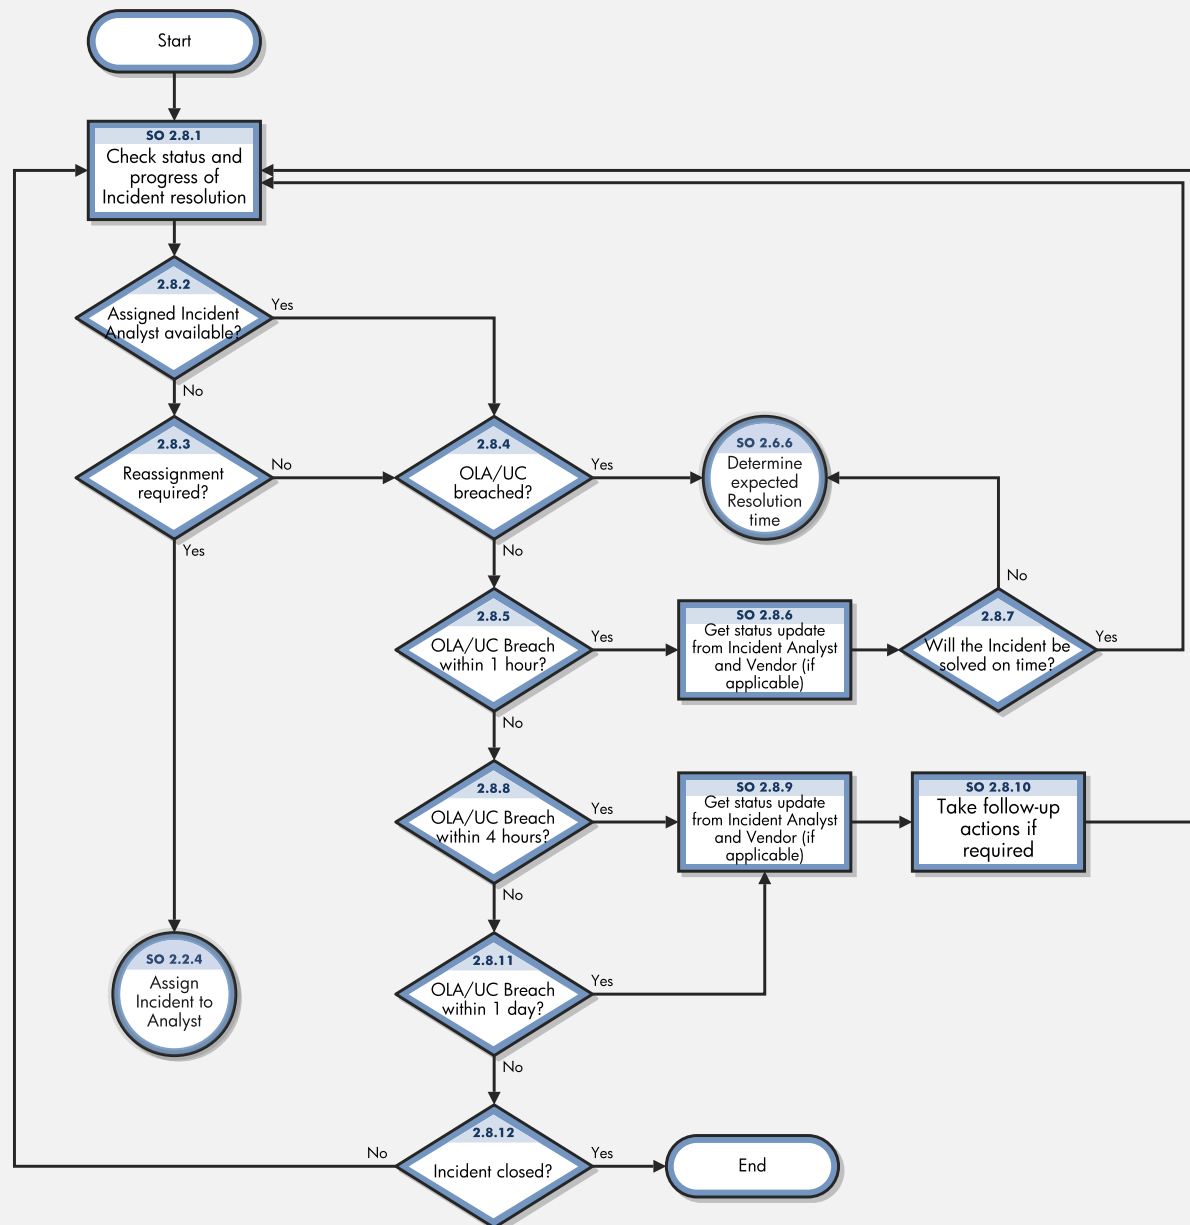 Start
SO 2.8.1
Check status and
progress of
Incident resolution
2.8.2
Assigned Incident
Analyst available?
Yes
No
2.8.3
Reassignment
required?
No
Yes
2.8.4
OLA/UC
breached?
Yes
No
SO 2.6.6
Determine
expected
Resolution
time
2.8.5
OLA/UC Breach
within 1 hour?
Yes
No
SO 2.8.6
Get status update
from Incident Analyst
and Vendor (if
applicable)
No
2.8.7
Will the Incident be
solved on time?
Yes
2.8.8
OLA/UC Breach
within 4 hours?
Yes
No
SO 2.8.9
Get status update
from Incident Analyst
and Vendor (if
applicable)
SO 2.8.10
Take follow-up
actions if
required
SO 2.2.4
Assign
Incident to
Analyst
2.8.11
OLA/UC Breach
within 1 day?
Yes
No
2.8.12
Incident closed?
No
Yes
End